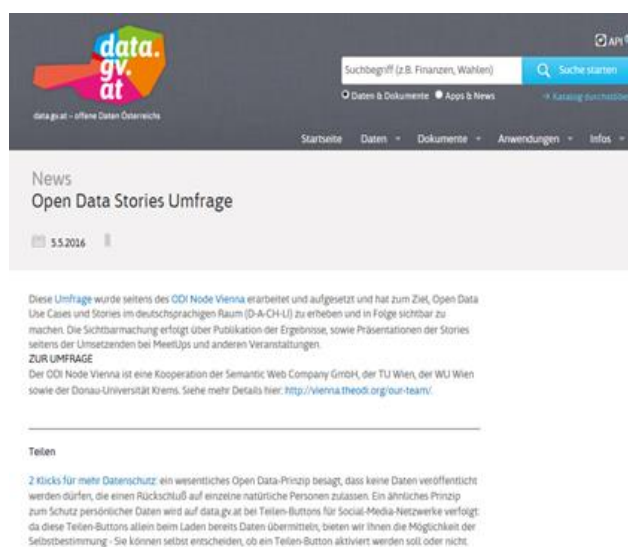 data.
gv.
at
data.gv.at – offene Daten Österreichs
API
Suchbegriff (z.B. Finanzen, Wahlen)
Suche starten
Daten & Dokumente Apps & News
→ Katalog durchstöbern
Startseite Daten Dokumente Anwendungen Infos
News
Open Data Stories Umfrage
5.5.2016
Diese Umfrage wurde seitens des ODI Node Vienna erarbeitet und aufgesetzt und hat zum Ziel, Open Data
Use Cases und Stories im deutschsprachigen Raum (D-A-CH-LI) zu erheben und in Folge sichtbar zu
machen. Die Sichtbarmachung erfolgt über Publikation der Ergebnisse, sowie Präsentationen der Stories
seitens der Umsetzenden bei MeetUps und anderen Veranstaltungen.
ZUR UMFRAGE
Der ODI Node Vienna ist eine Kooperation der Semantic Web Company GmbH, der TU Wien, der WU Wien
sowie der Donau-Universität Krems. Siehe mehr Details hier: http://vienna.theodi.org/our-team/.
Teilen
2 Klicks für mehr Datenschutz: ein wesentliches Open Data-Prinzip besagt, dass keine Daten veröffentlicht
werden dürfen, die einen Rückschluß auf einzelne natürliche Personen zulassen. Ein ähnliches Prinzip
zum Schutz persönlicher Daten wird auf data.gv.at bei Teilen-Buttons für Social-Media-Netzwerke verfolgt:
da diese Teilen-Buttons allein beim Laden bereits Daten übermitteln, bieten wir Ihnen die Möglichkeit der
Selbstbestimmung - Sie können selbst entscheiden, ob ein Teilen-Button aktiviert werden soll oder nicht.